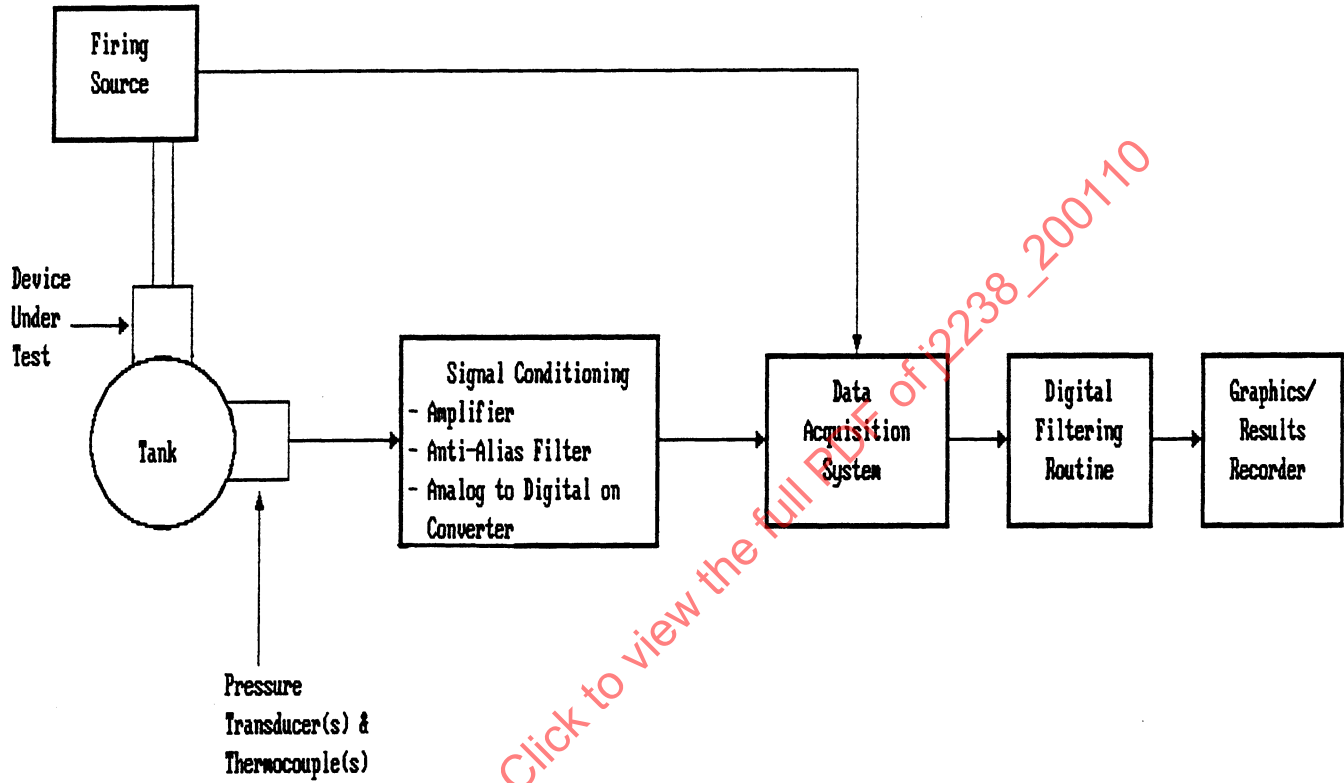 Firing
Source
Device
Under
Test
Tank
Signal Conditioning
- Amplifier
- Anti-Alias Filter
- Analog to Digital on
Converter
Data
Acquisition
System
Digital
Filtering
Routine
Graphics/
Results
Recorder
Pressure
Transducer(s) &
Thermocouple(s)
Click to view the full PDF of j2238_200110